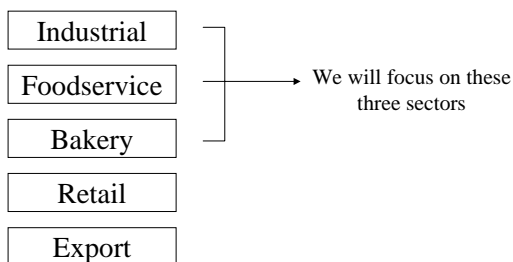 Industrial
Foodservice
Bakery
Retail
Export
We will focus on these
three sectors